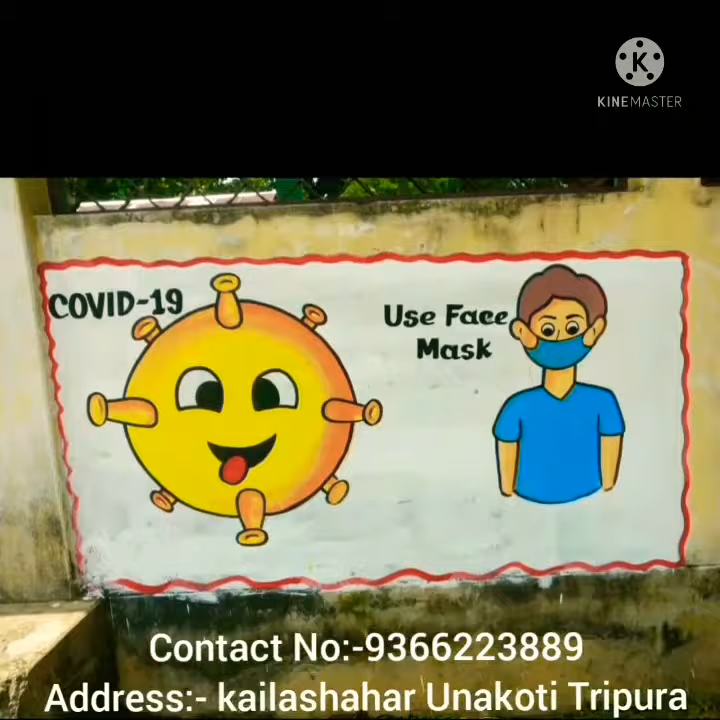 K
KINEMASTER
COVID-19
Use Face
Mask
Contact No:-9366223889
Address:- kailashahar Unakoti Tripura